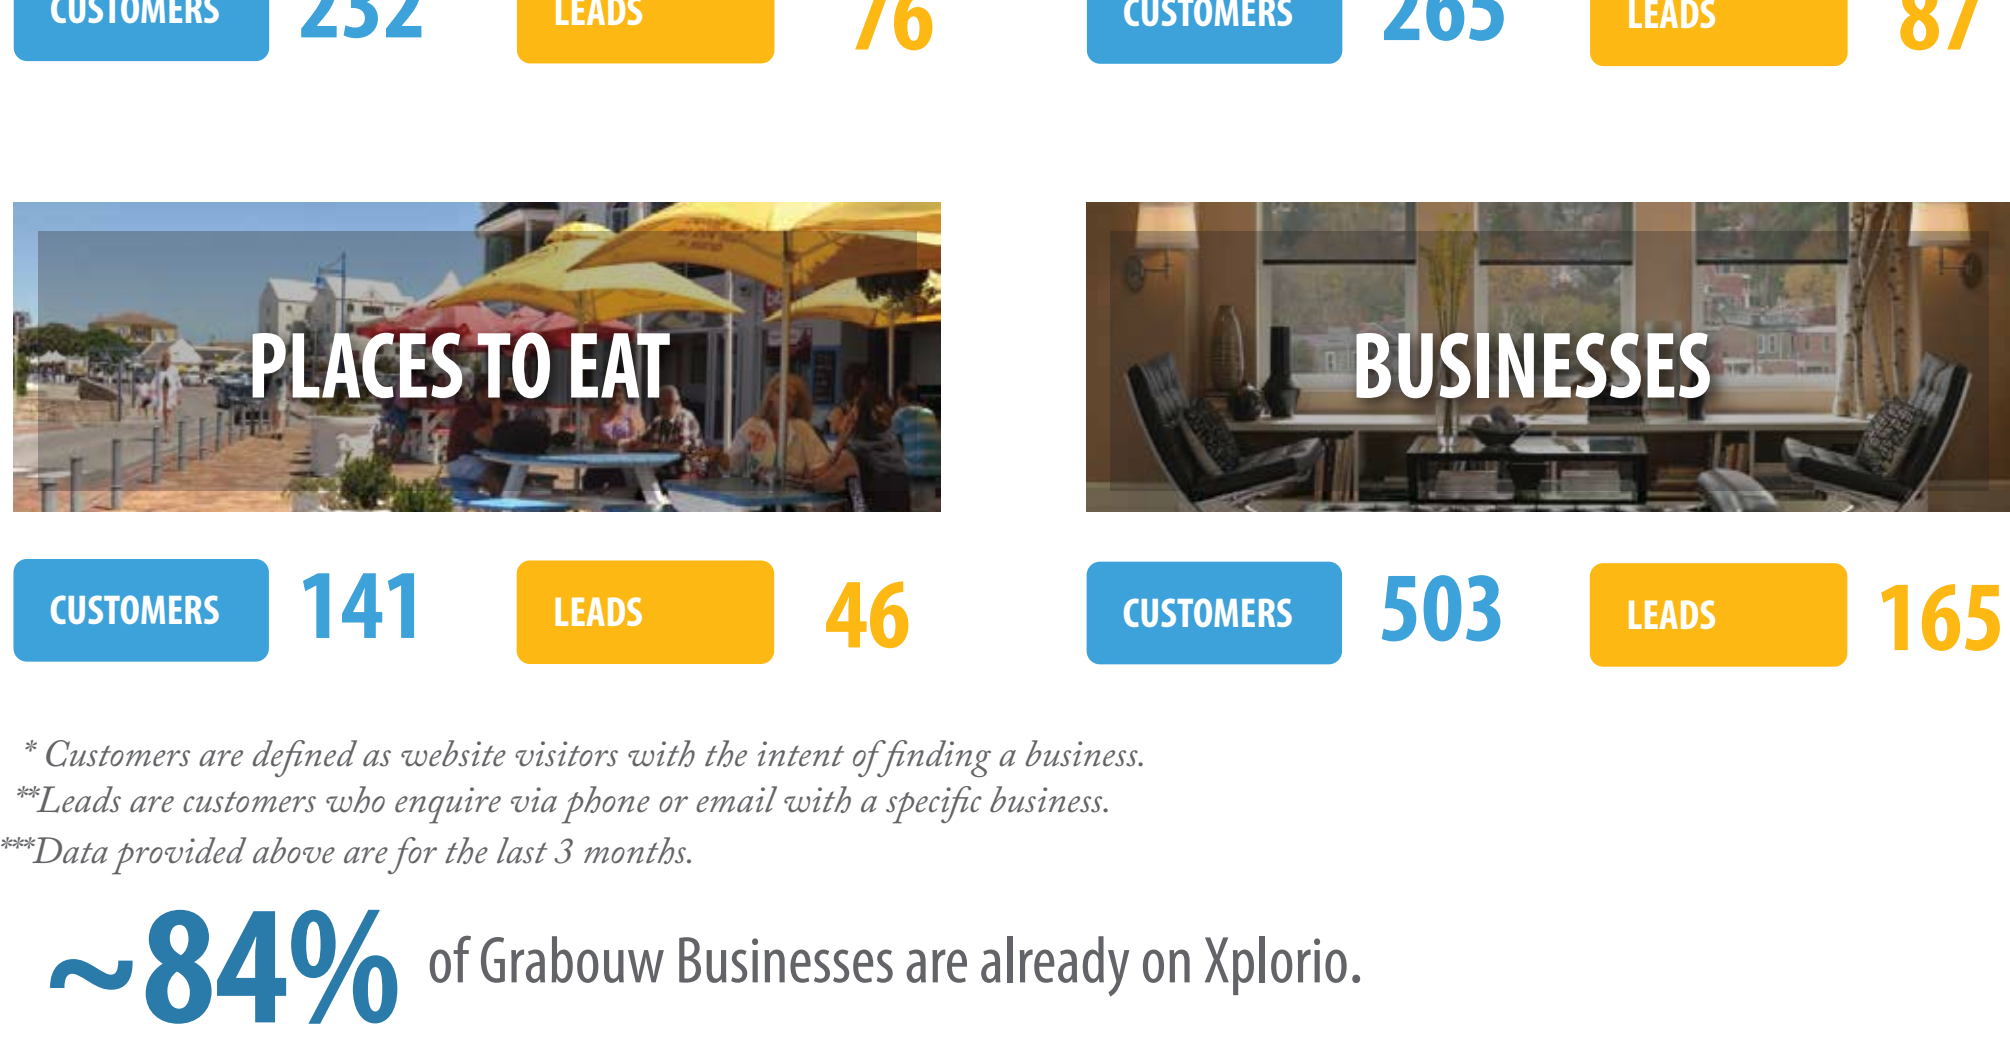 CUSTOMERS 232 LEADS 76 CUSTOMERS 265 LEADS 87
PLACES TO EAT
BUSINESSES
CUSTOMERS 141 LEADS 46 CUSTOMERS 503 LEADS 165
* Customers are defined as website visitors with the intent of finding a business.
**Leads are customers who enquire via phone or email with a specific business.
***Data provided above are for the last 3 months.
~84% of Grabouw Businesses are already on Xplorio.